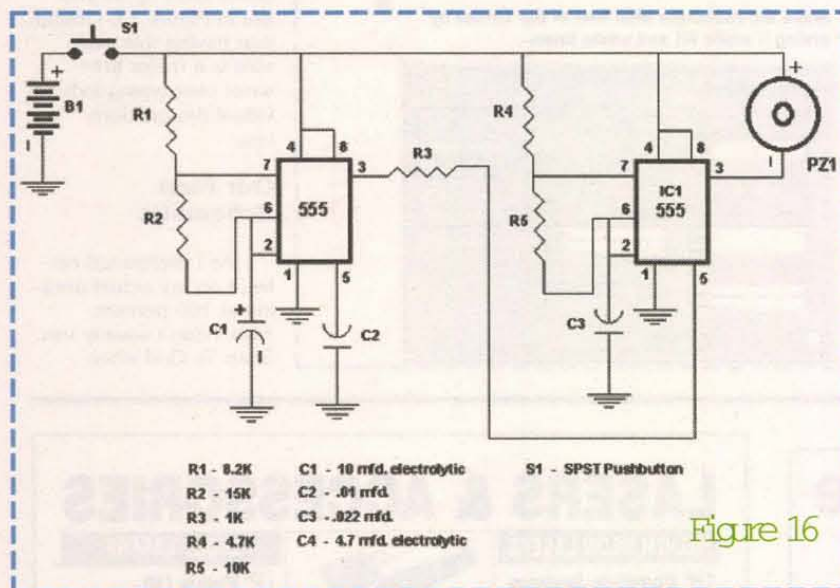 S1
+
B1
R1
4 8
7 3
555
6
R2
2
1 5
+
C1
C2
R3
R4
4 8
7 3
IC1
555
6
R5
2
1 5
C3
+
PZ1
R1 - 8.2K
R2 - 15K
R3 - 1K
- 4.7K
R5 - 10K
C1 - 10 mfd. electrolytic
C2 - .01 mfd.
C3 - .022 mfd.
C4 - 4.7 mfd. electrolytic
S1 - SPST Pushbutton
Figure 16